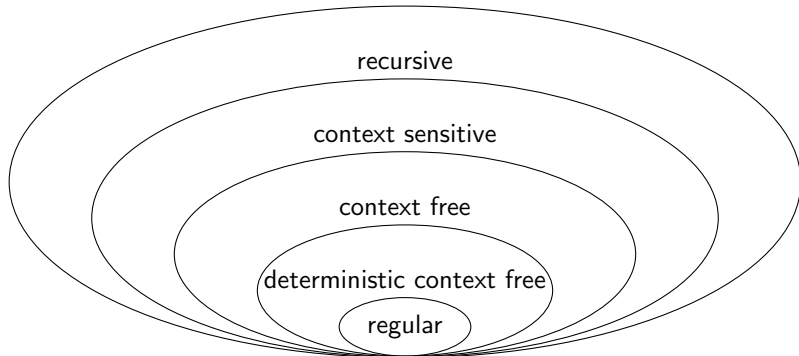 recursive
context sensitive
context free
deterministic context free
regular